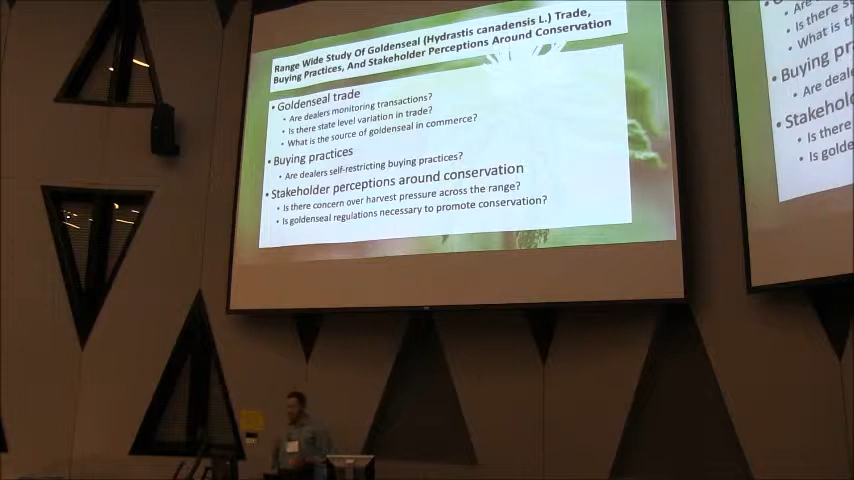 Range Wide Study Of Goldenseal (Hydrastis canadensis L.) Trade,
Buying Practices, And Stakeholder Perceptions Around Conservation
• Goldenseal trade
• Are dealers monitoring transactions?
• Is there state level variation in trade?
• What is the source of goldenseal in commerce?
• Buying practices
• Are dealers self-restricting buying practices?
• Stakeholder perceptions around conservation
• Is there concern over harvest pressure across the range?
• Is goldenseal regulations necessary to promote conservation?
• Are
• Is there s
• What is th
• Buying pr
• Are deale
• Stakehol
• Is there
• Is golde